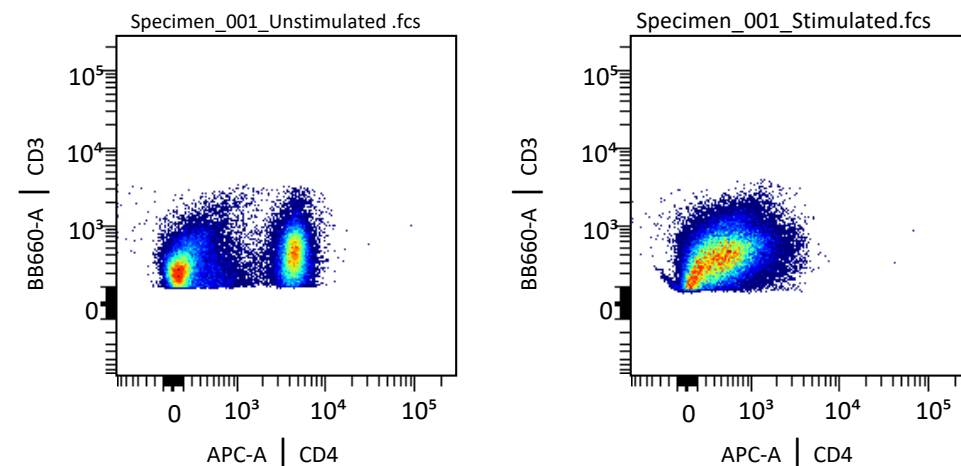 Specimen_001_Unstimulated .fcs
10⁵
10⁴
10³
0
BB660-A | CD3
0 10³ 10⁴ 10⁵
APC-A | CD4
Specimen_001_Stimulated.fcs
10⁵
10⁴
10³
0
BB660-A | CD3
0 10³ 10⁴ 10⁵
APC-A | CD4